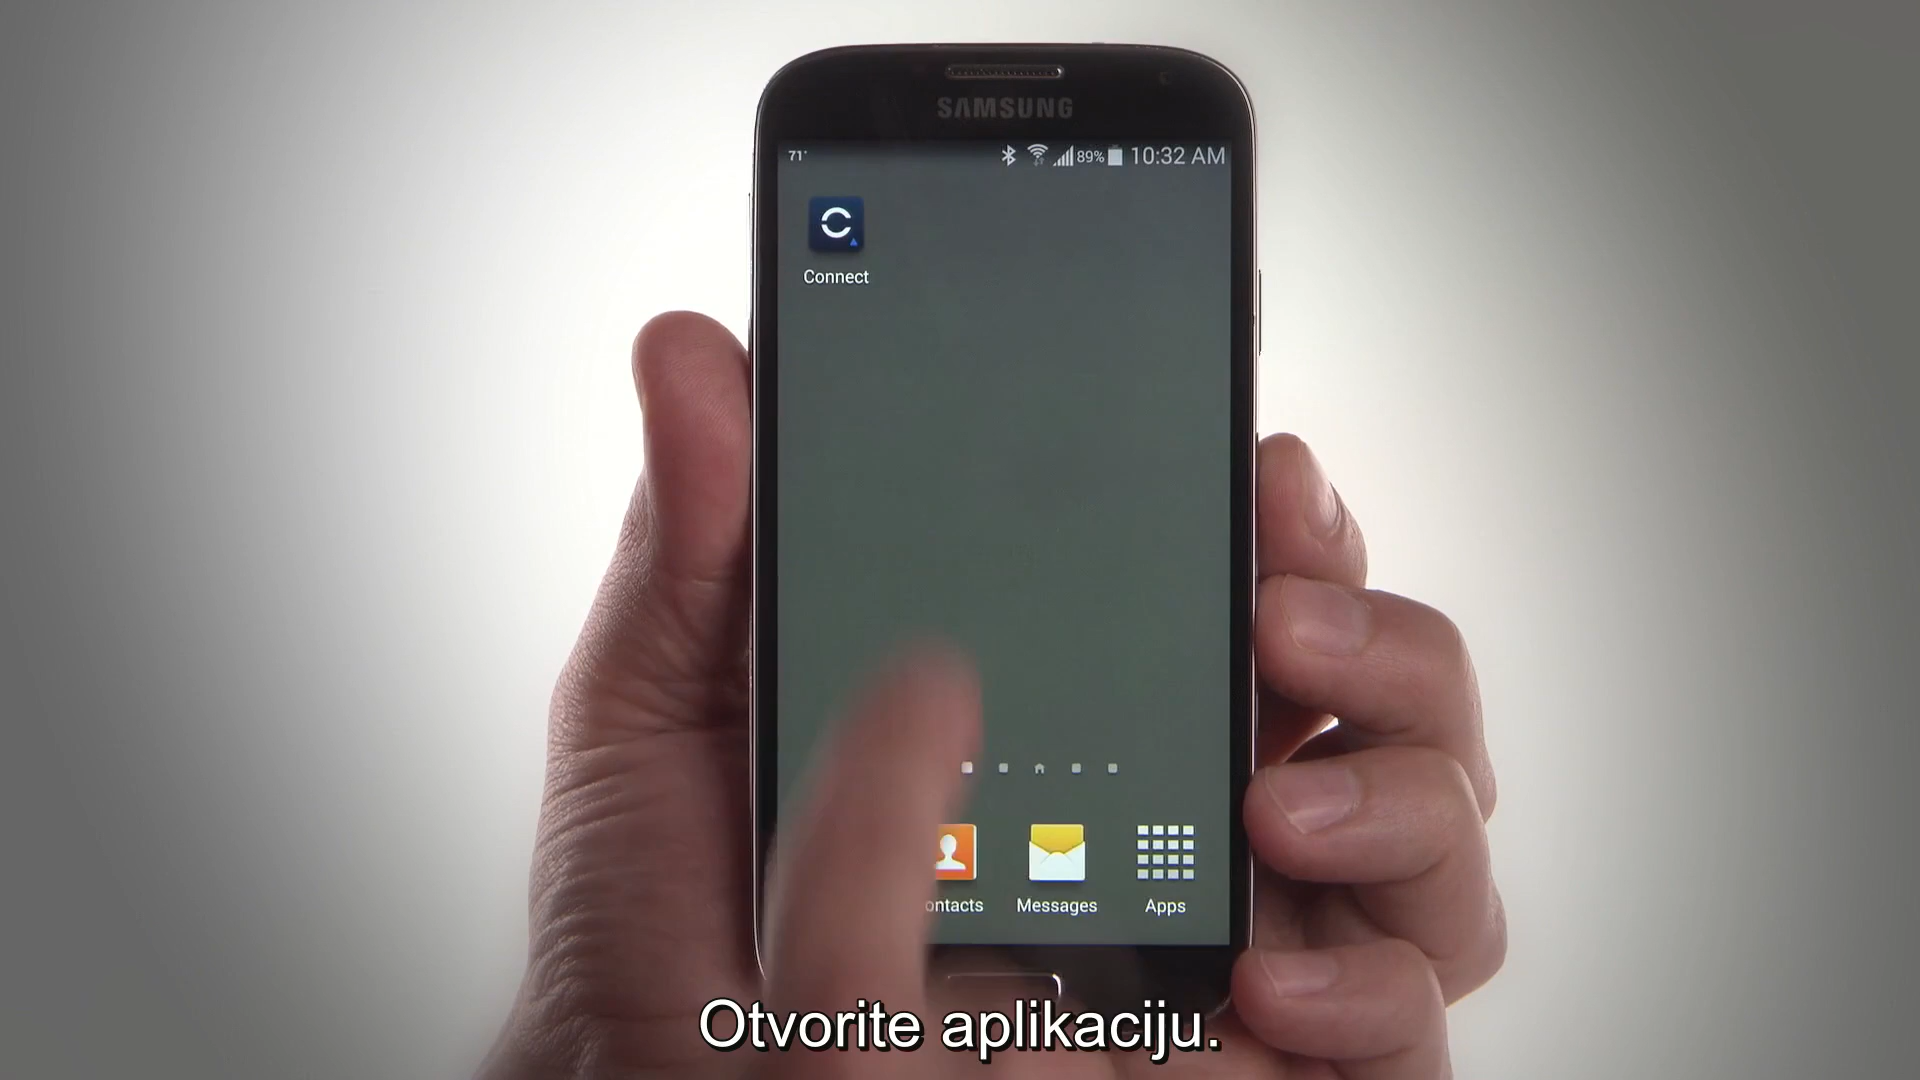 SAMSUNG
71° 89% 10:32 AM
Connect
ontacts Messages Apps
Otvorite aplikaciju.